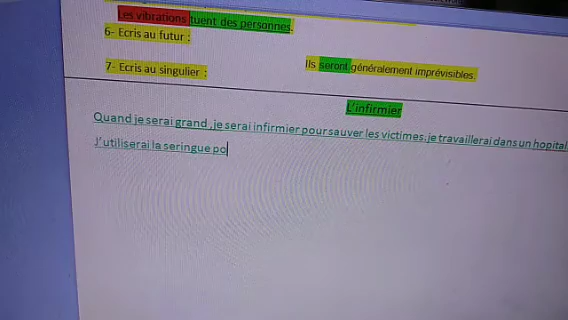 Les vibrations tuent des personnes.
6- Ecris au futur :
Ils seront généralement imprévisibles.
7- Ecris au singulier :
L'infirmier
Quand je serai grand ,je serai infirmier pour sauver les victimes;je travaillerai dans un hopital
J'utiliserai la seringue po